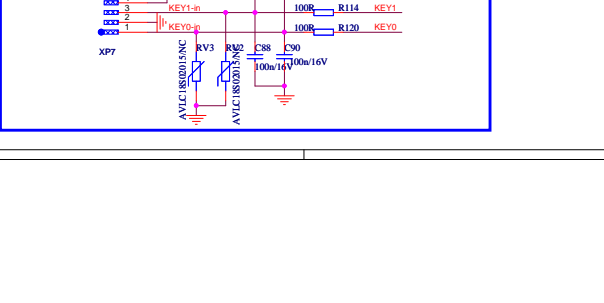 3 KEY1-in 100R R114 KEY1
2
1 KEY0-in 100R R120 KEY0
XP7
RV3 RV2 C88 C90
100n/16V 100n/16V
AVLC18S02015/NC
AVLC18S02015/NC